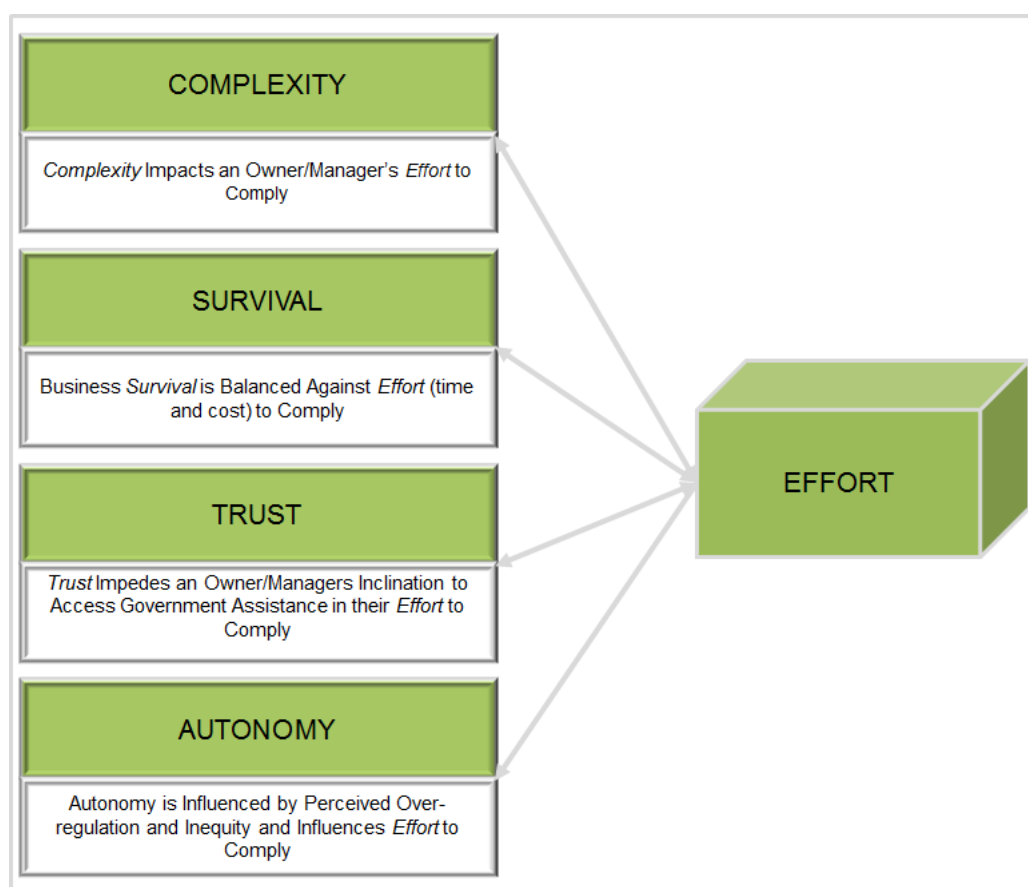 COMPLEXITY
Complexity Impacts an Owner/Manager's Effort to
Comply
SURVIVAL
Business Survival is Balanced Against Effort (time
and cost) to Comply
EFFORT
TRUST
Trust Impedes an Owner/Managers Inclination to
Access Government Assistance in their Effort to
Comply
AUTONOMY
Autonomy is Influenced by Perceived Over-
regulation and Inequity and Influences Effort to
Comply